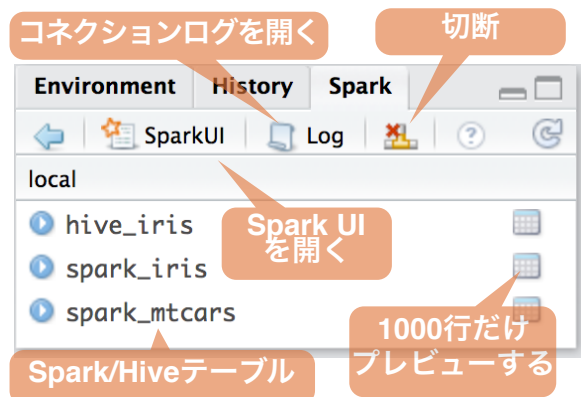 コネクションログを開く
切断
Environment
History
Spark
SparkUI
Log
?
local
hive_iris
Spark UI
を開く
spark_iris
spark_mtcars
1000行だけ
プレビューする
Spark/Hiveテーブル